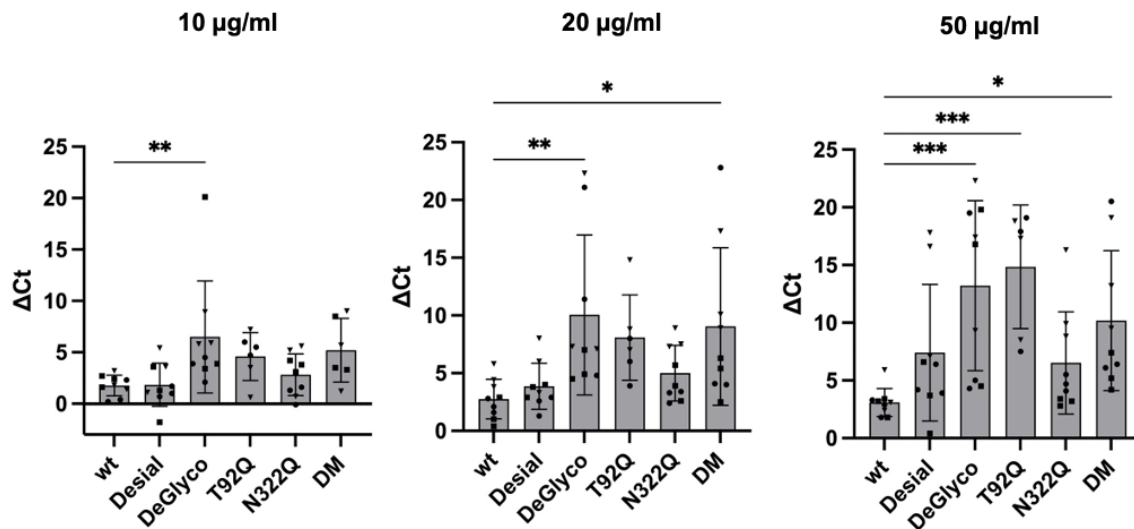 10 µg/ml
20 µg/ml
50 µg/ml
**
ΔCt
25
20
15
10
5
0
wt
Desial
DeGlyco
T92Q
N322Q
DM
*
**
ΔCt
25
20
15
10
5
0
wt
Desial
DeGlyco
T92Q
N322Q
DM
*
***
***
ΔCt
25
20
15
10
5
0
wt
Desial
DeGlyco
T92Q
N322Q
DM